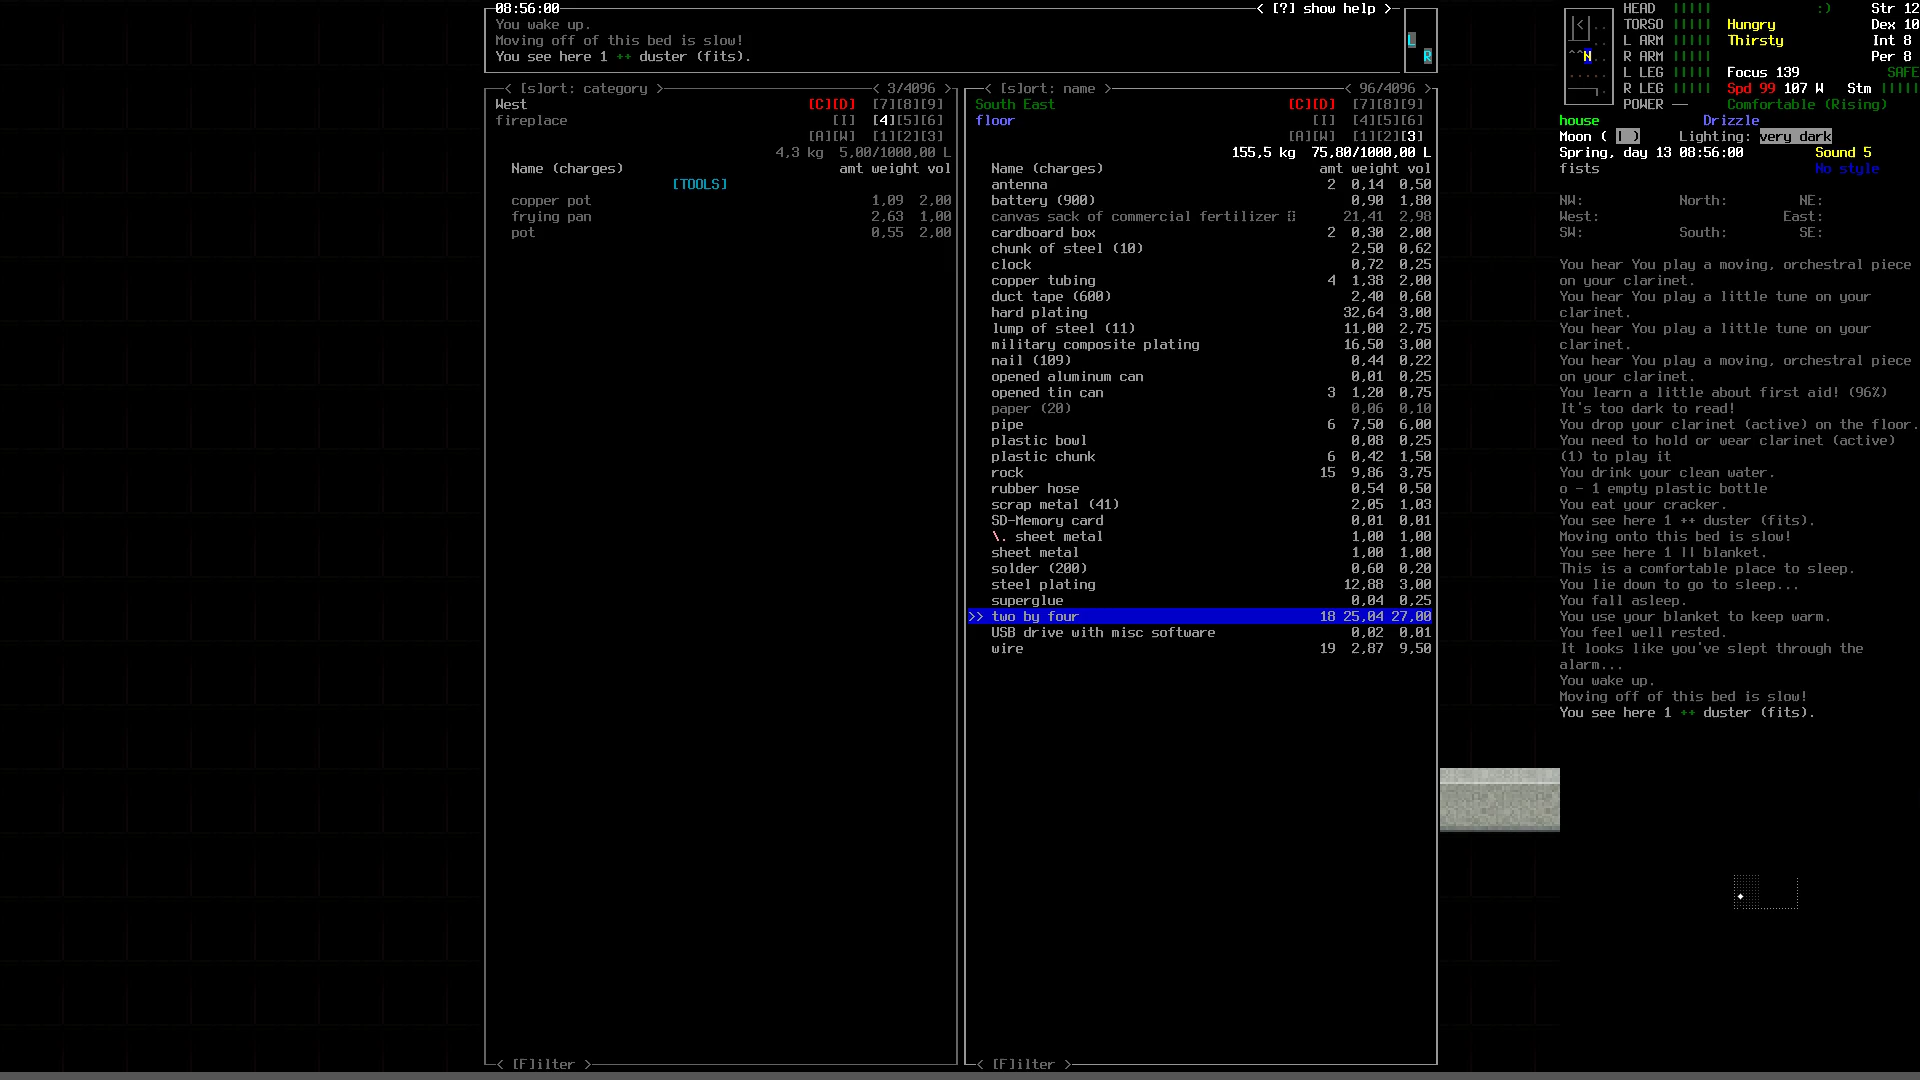 08:56:00 < [?] show help >
You wake up.
Moving off of this bed is slow!
You see here 1 ++ duster (fits).
L
R
< [s]ort: category > < 3/4096 >
West [C][D] [7][8][9]
fireplace [I] [4][5][6]
[A][W] [1][2][3]
4,3 kg 5,00/1000,00 L
Name (charges) amt weight vol
[TOOLS]
copper pot 1,09 2,00
frying pan 2,63 1,00
pot 0,55 2,00
< [F]ilter >
< [s]ort: name > < 96/4096 >
South East [C][D] [7][8][9]
floor [I] [4][5][6]
[A][W] [1][2][3]
155,5 kg 75,80/1000,00 L
Name (charges) amt weight vol
antenna 2 0,14 0,50
battery (900) 0,90 1,80
canvas sack of commercial fertilizer 21,41 2,98
cardboard box 2 0,30 2,00
chunk of steel (10) 2,50 0,62
clock 0,72 0,25
copper tubing 4 1,38 2,00
duct tape (600) 2,40 0,60
hard plating 32,64 3,00
lump of steel (11) 11,00 2,75
military composite plating 16,50 3,00
nail (109) 0,44 0,22
opened aluminum can 0,01 0,25
opened tin can 3 1,20 0,75
paper (20) 0,06 0,10
pipe 6 7,50 6,00
plastic bowl 0,08 0,25
plastic chunk 6 0,42 1,50
rock 15 9,86 3,75
rubber hose 0,54 0,50
scrap metal (41) 2,05 1,03
SD-Memory card 0,01 0,01
\. sheet metal 1,00 1,00
sheet metal 1,00 1,00
solder (200) 0,60 0,20
steel plating 12,88 3,00
superglue 0,04 0,25
>> two by four 18 25,04 27,00
USB drive with misc software 0,02 0,01
wire 19 2,87 9,50
< [F]ilter >
HEAD ||||| :) Str 12
TORSO ||||| Hungry Dex 10
L ARM ||||| Thirsty Int 8
R ARM ||||| Per 8
L LEG ||||| Focus 139 SAFE
R LEG ||||| Spd 99 107 W Stm |||||
POWER — Comfortable (Rising)
house Drizzle
Moon ( | ) Lighting: very dark
Spring, day 13 08:56:00 Sound 5
fists No style
NW: North: NE:
West: East:
SW: South: SE:
You hear You play a moving, orchestral piece
on your clarinet.
You hear You play a little tune on your
clarinet.
You hear You play a little tune on your
clarinet.
You hear You play a moving, orchestral piece
on your clarinet.
You learn a little about first aid! (96%)
It's too dark to read!
You drop your clarinet (active) on the floor.
You need to hold or wear clarinet (active)
(1) to play it
You drink your clean water.
o - 1 empty plastic bottle
You eat your cracker.
You see here 1 ++ duster (fits).
Moving onto this bed is slow!
You see here 1 || blanket.
This is a comfortable place to sleep.
You lie down to go to sleep...
You fall asleep.
You use your blanket to keep warm.
You feel well rested.
It looks like you've slept through the
alarm...
You wake up.
Moving off of this bed is slow!
You see here 1 ++ duster (fits).